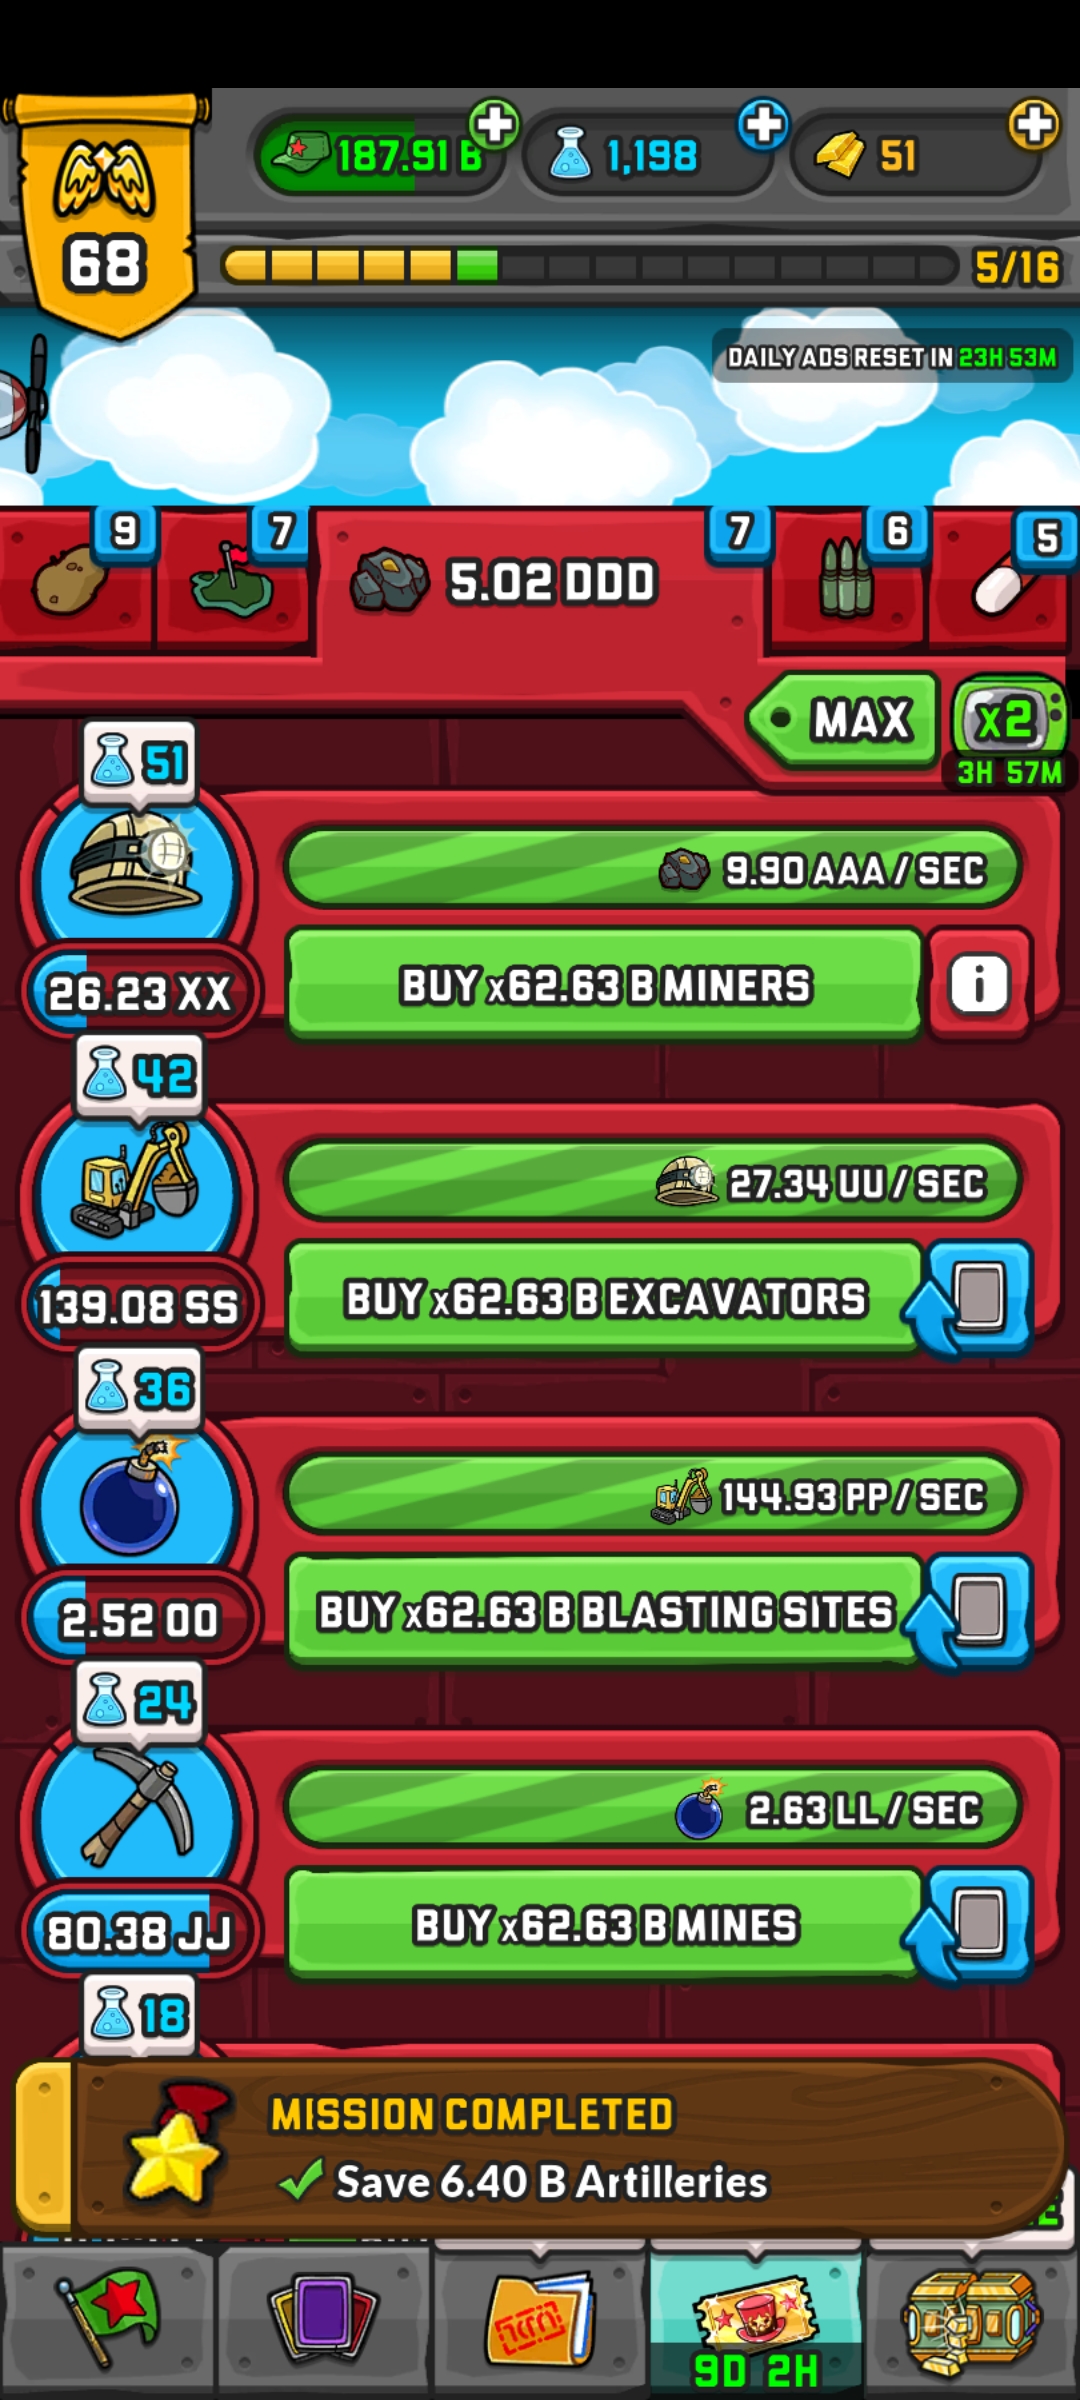 187.91 B
1,198
51
68
5/16
DAILY ADS RESET IN 23H 53M
9
7
5.02 DDD
7
6
5
MAX
x2
3H 57M
51
9.90 AAA / SEC
26.23 XX
BUY x62.63 B MINERS
i
42
27.34 UU / SEC
139.08 SS
BUY x62.63 B EXCAVATORS
36
144.93 PP / SEC
2.52 OO
BUY x62.63 B BLASTING SITES
24
2.63 LL / SEC
80.38 JJ
BUY x62.63 B MINES
18
MISSION COMPLETED
Save 6.40 B Artilleries
9D 2H